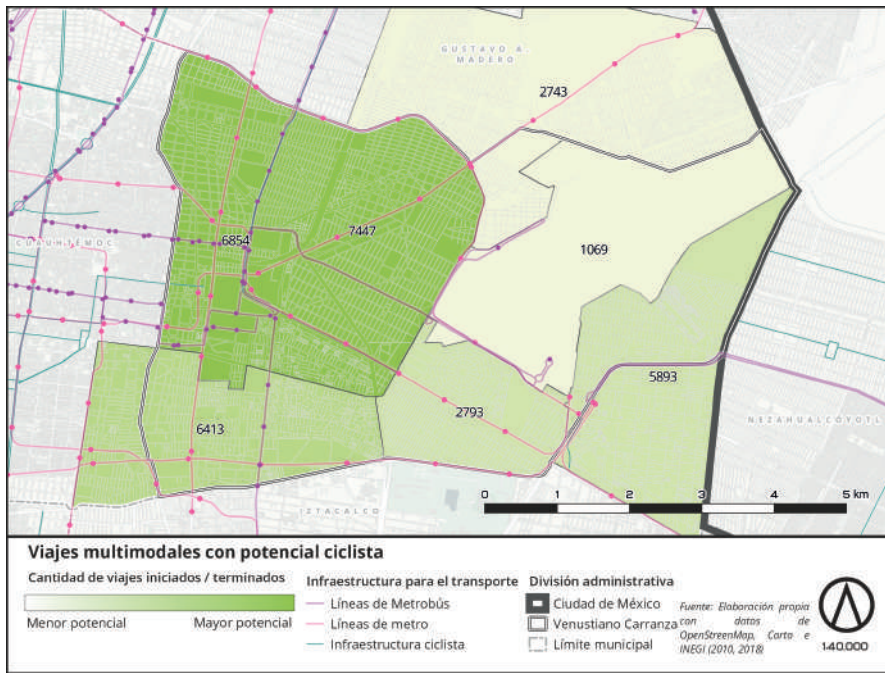 GUSTAVO A.
MADERO
2743
7447
6854
CUAUHTÉMOC
1069
5893
2793
NEZAHUALCÓYOTL
6413
IZTACALCO
0 1 2 3 4 5 km
Viajes multimodales con potencial ciclista
Cantidad de viajes iniciados / terminados
Menor potencial Mayor potencial
Infraestructura para el transporte
Líneas de Metrobús
Líneas de metro
Infraestructura ciclista
División administrativa
Ciudad de México
Venustiano Carranza
Límite municipal
Fuente: Elaboración propia
con datos de
OpenStreenMap, Carto e
INEGI (2010, 2018)
1:40,000